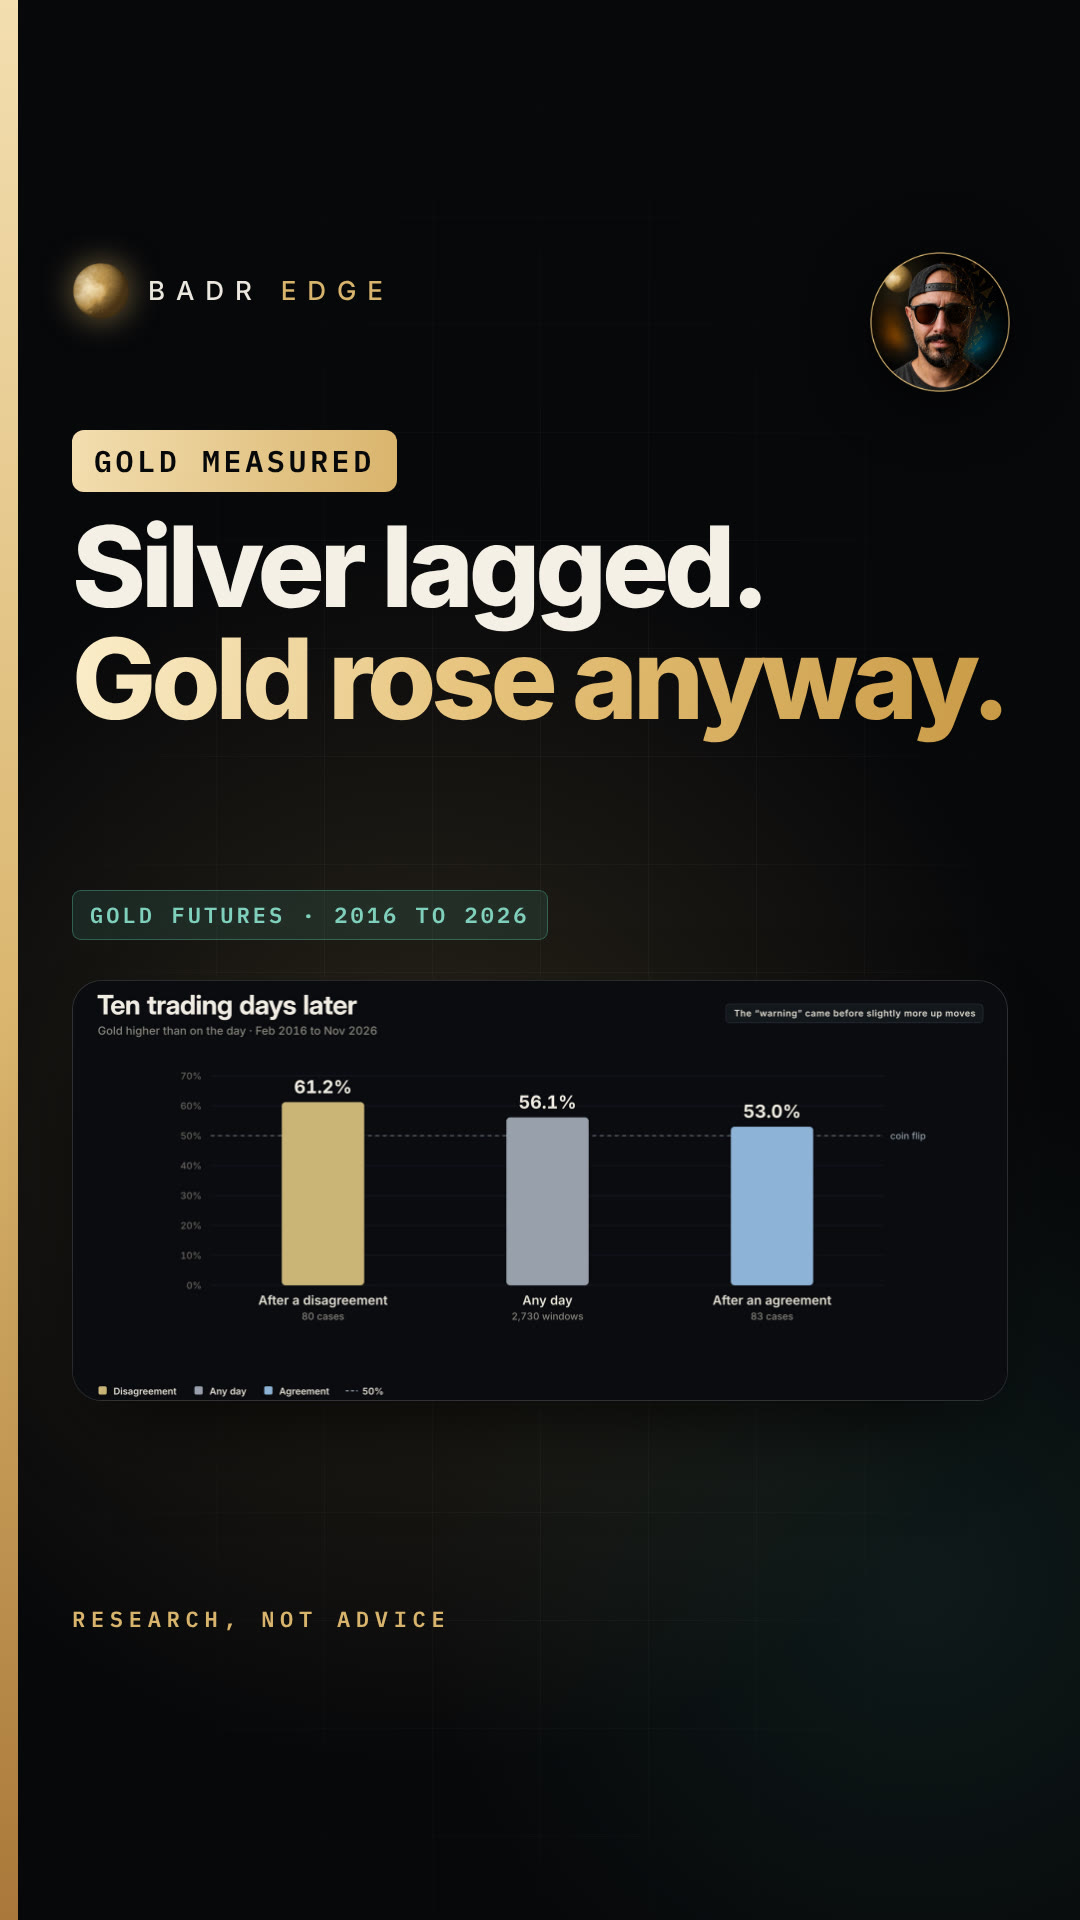 BADR EDGE
GOLD MEASURED
Silver lagged.
Gold rose anyway.
GOLD FUTURES · 2016 TO 2026
Ten trading days later
Gold higher than on the day · Feb 2016 to Nov 2026
The “warning” came before slightly more up moves
70%
60%
50%
40%
30%
20%
10%
0%
61.2%
56.1%
53.0%
coin flip
After a disagreement
80 cases
Any day
2,730 windows
After an agreement
83 cases
Disagreement
Any day
Agreement
50%
RESEARCH, NOT ADVICE